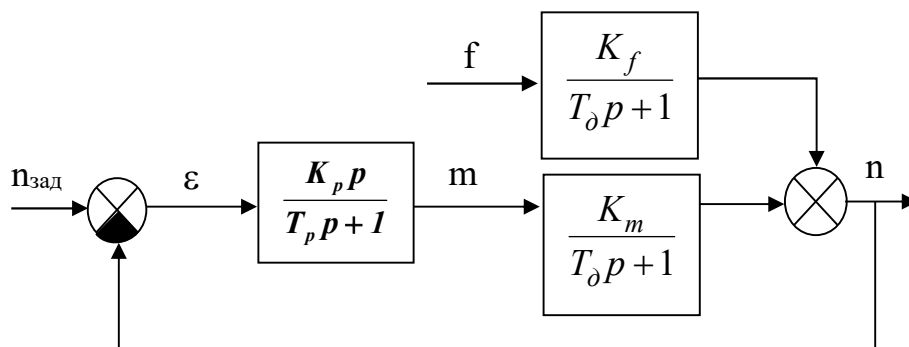 f
K_f
T_∂ p + 1
n_зад
ε
K_p p
T_p p + 1
m
K_m
T_∂ p + 1
n